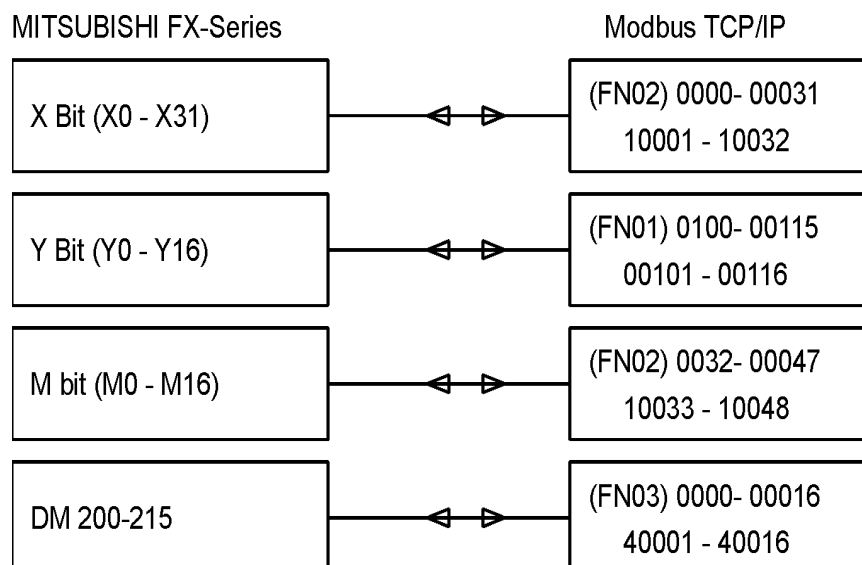 MITSUBISHI FX-Series
Modbus TCP/IP
X Bit (X0 - X31)
(FN02) 0000- 00031
10001 - 10032
Y Bit (Y0 - Y16)
(FN01) 0100- 00115
00101 - 00116
M bit (M0 - M16)
(FN02) 0032- 00047
10033 - 10048
DM 200-215
(FN03) 0000- 00016
40001 - 40016